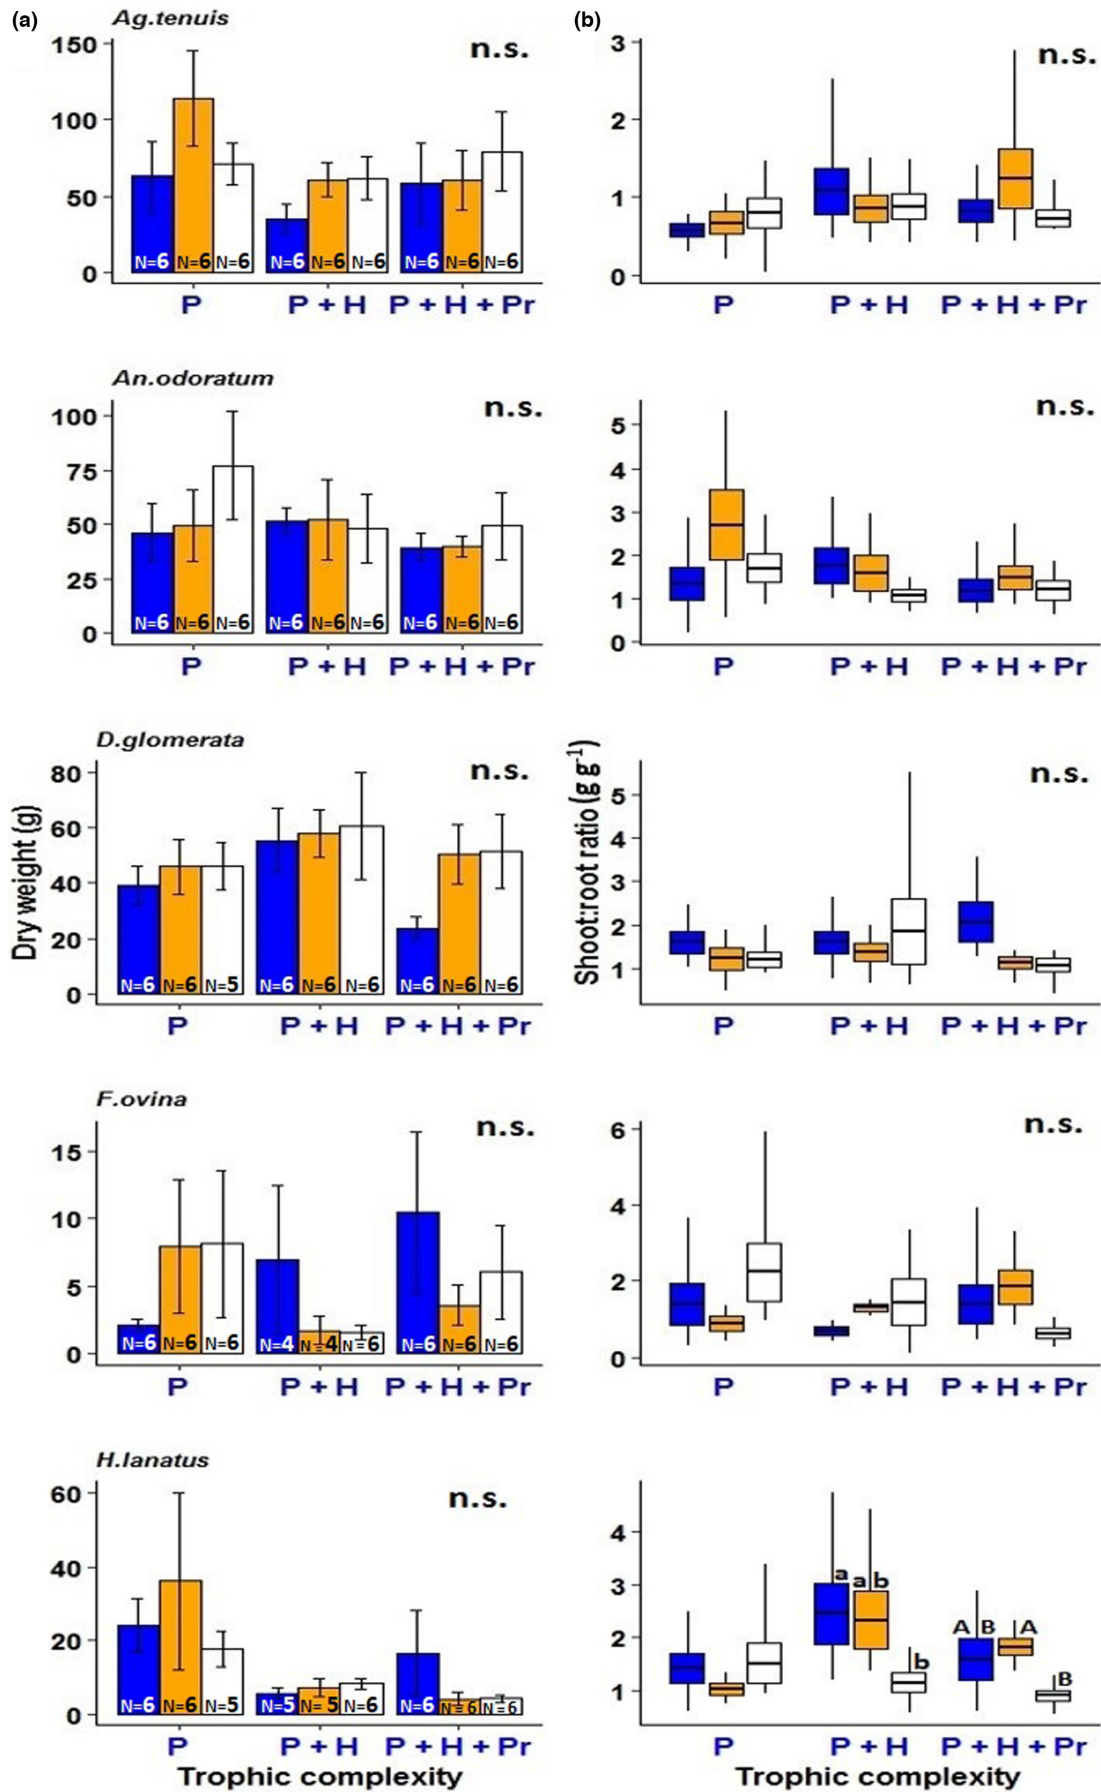 (a) Ag.tenuis (b)
n.s. n.s.
150
100
50
0
N=6 N=6 N=6 N=6 N=6 N=6 N=6 N=6 N=6
P P + H P + H + Pr
3
2
1
0
P P + H P + H + Pr
An.odoratum
n.s. n.s.
100
75
50
25
0
N=6 N=6 N=6 N=6 N=6 N=6 N=6 N=6 N=6
P P + H P + H + Pr
5
4
3
2
1
0
P P + H P + H + Pr
D.glomerata
n.s. n.s.
Dry weight (g)
80
60
40
20
0
N=6 N=6 N=5 N=6 N=6 N=6 N=6 N=6 N=6
P P + H P + H + Pr
Shoot:root ratio (g g⁻¹)
5
4
3
2
1
P P + H P + H + Pr
F.ovina
n.s. n.s.
15
10
5
0
N=6 N=6 N=6 N=4 N=4 N=6 N=6 N=6 N=6
P P + H P + H + Pr
6
4
2
0
P P + H P + H + Pr
H.lanatus
n.s.
60
40
20
0
N=6 N=6 N=5 N=5 N=5 N=6 N=6 N=6 N=6
P P + H P + H + Pr
Trophic complexity
4
3
2
1
a a b b A B A B
P P + H P + H + Pr
Trophic complexity